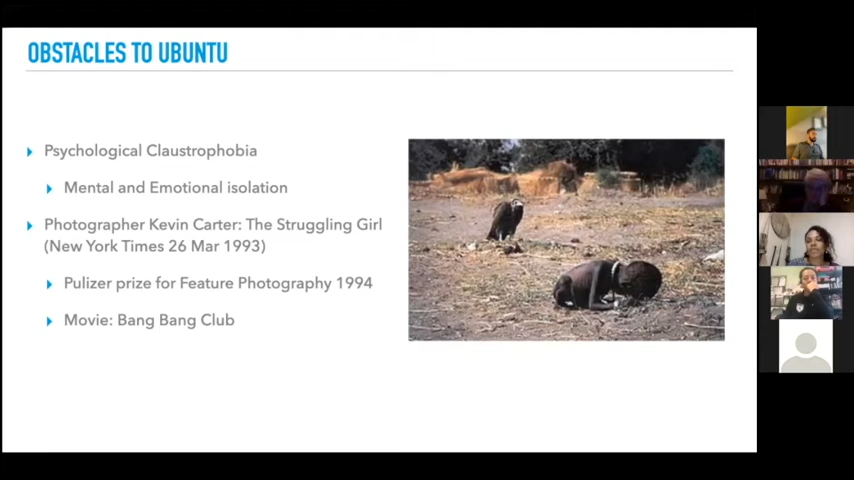 OBSTACLES TO UBUNTU
Psychological Claustrophobia
Mental and Emotional isolation
Photographer Kevin Carter: The Struggling Girl
(New York Times 26 Mar 1993)
Pulizer prize for Feature Photography 1994
Movie: Bang Bang Club